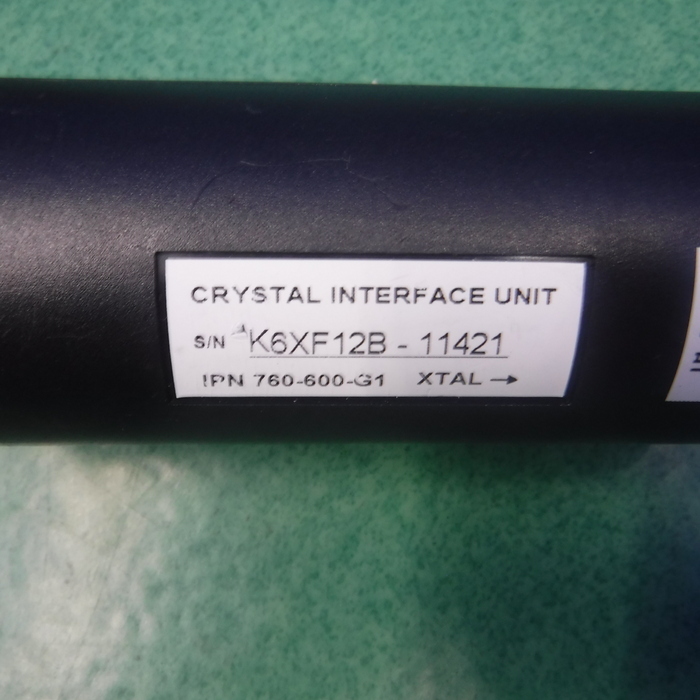 CRYSTAL INTERFACE UNIT
S/N K6XF12B - 11421
IPN 760-600-G1 XTAL →